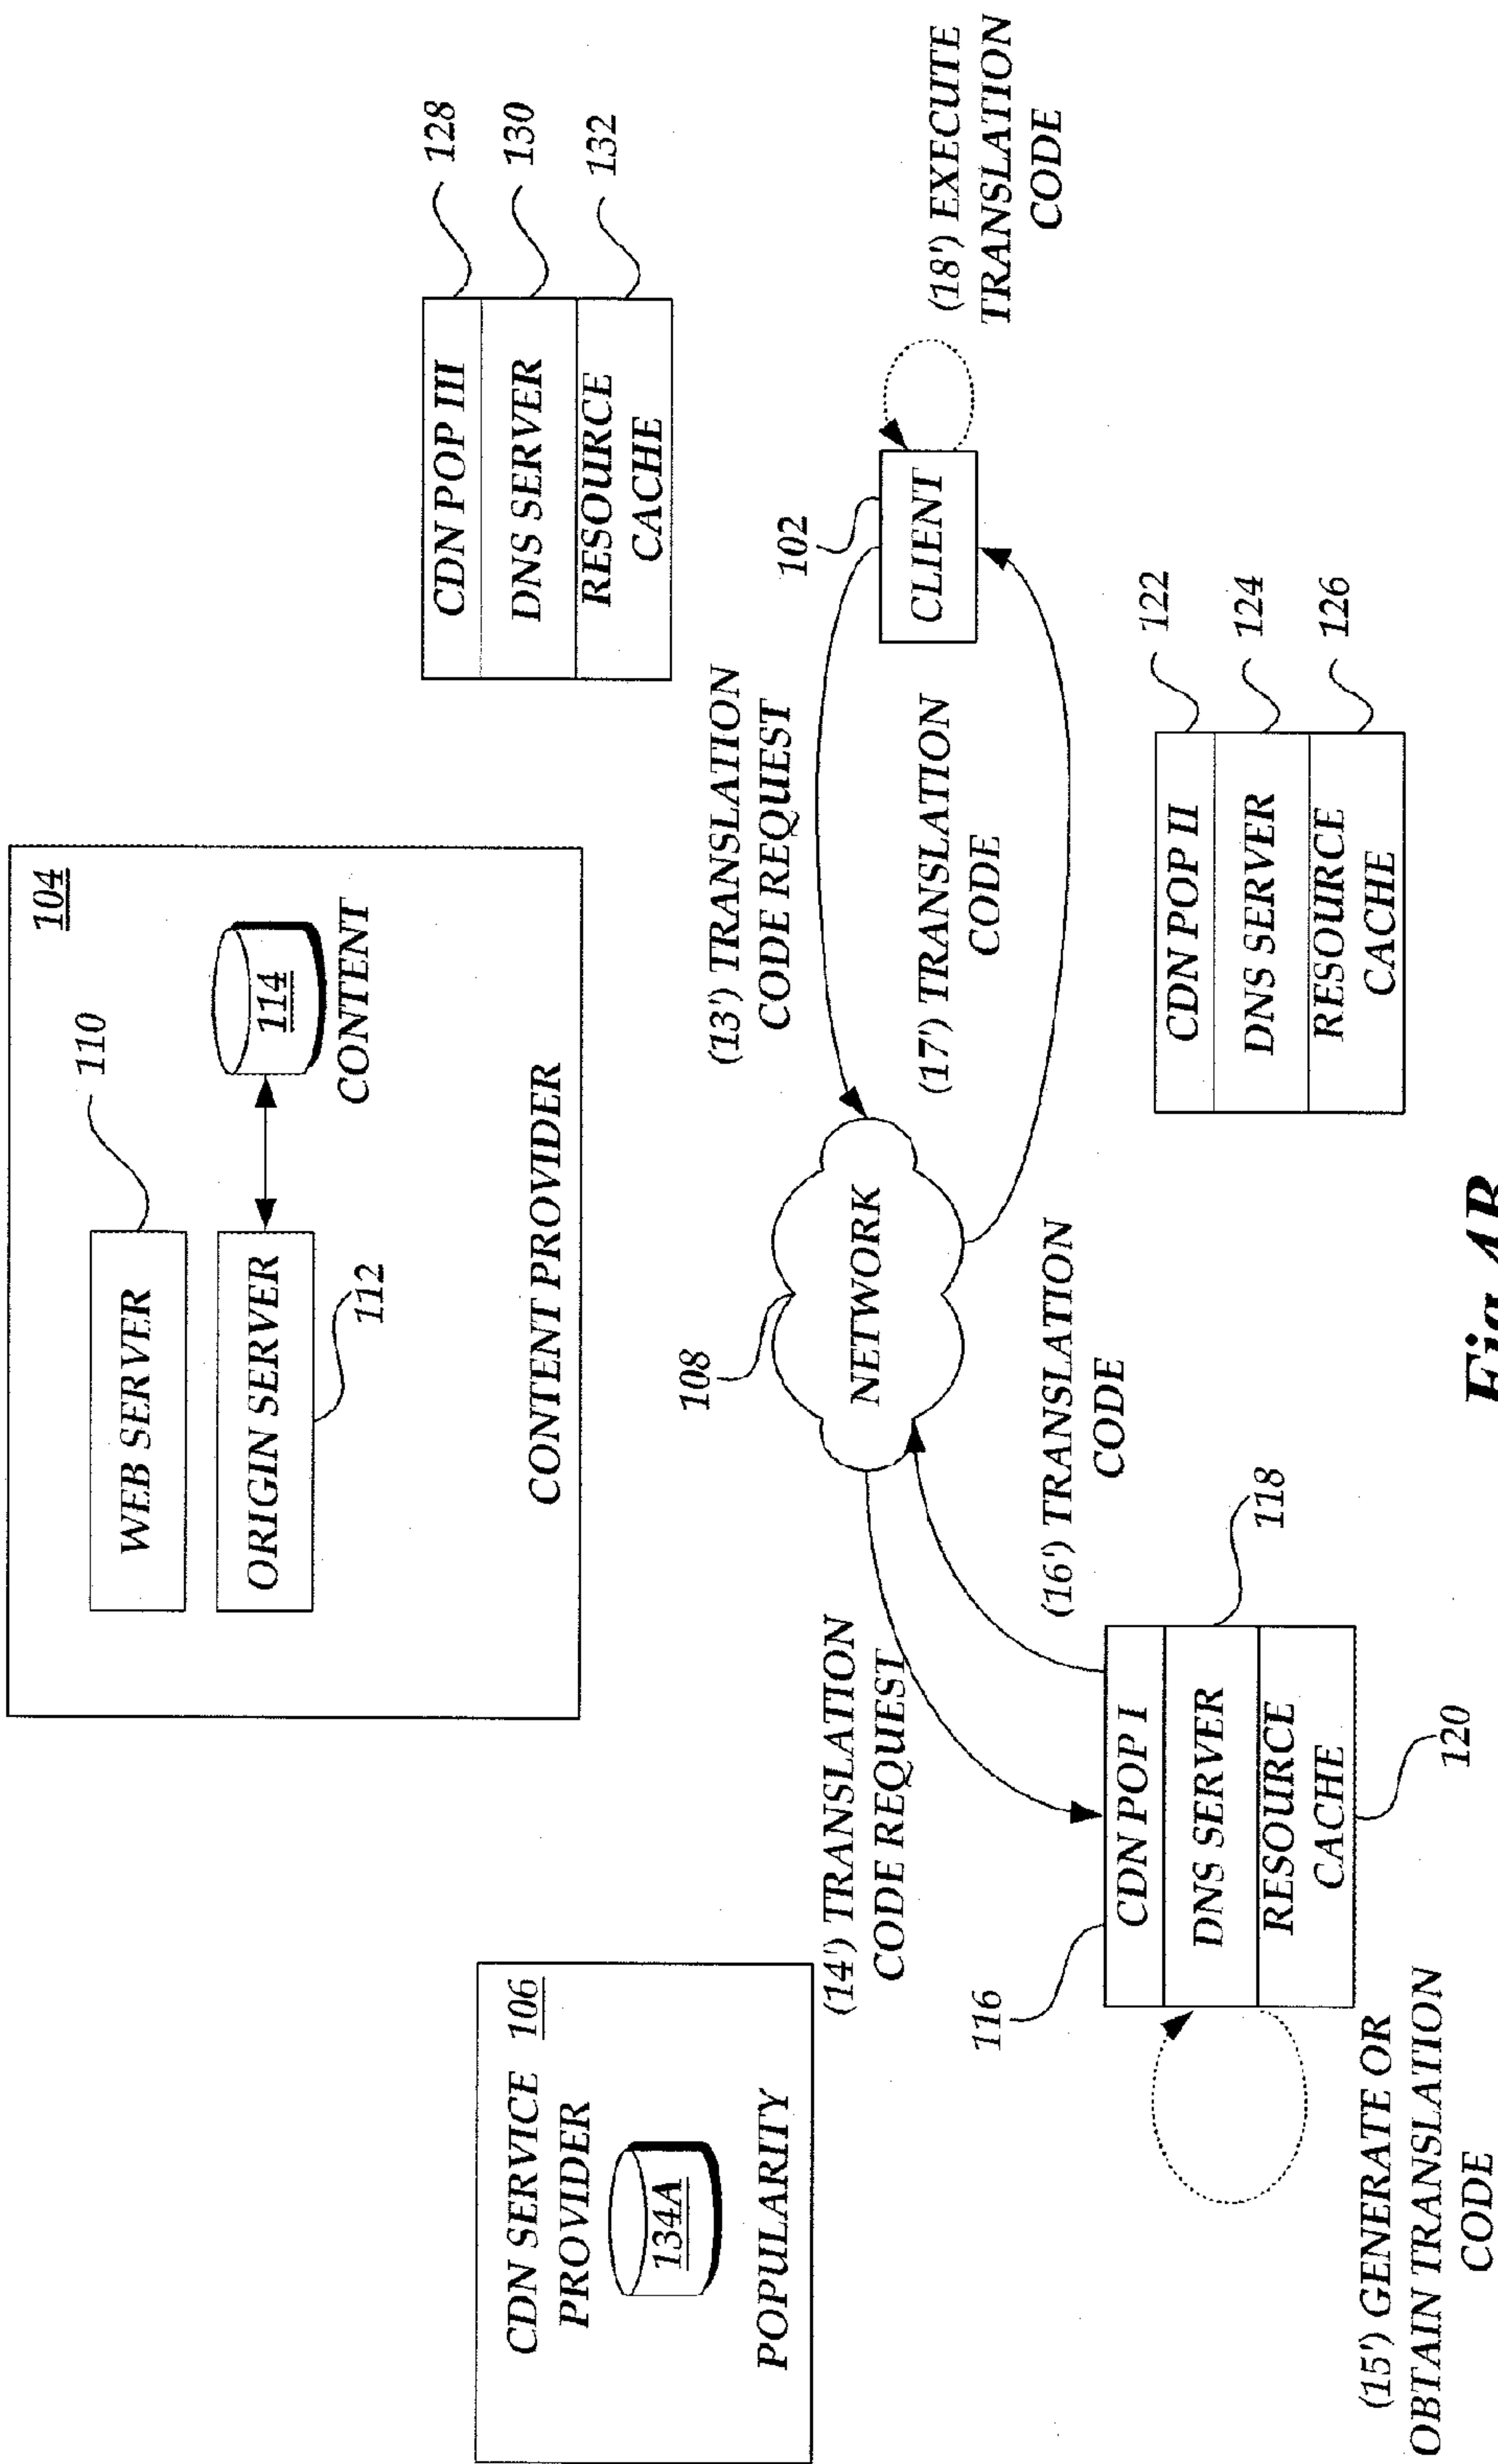 104
WEB SERVER
110
ORIGIN SERVER
112
114
CONTENT
CONTENT PROVIDER
CDN SERVICE 106
PROVIDER
134A
POPULARITY
CDN POP III
DNS SERVER
RESOURCE
CACHE
128
130
132
108
NETWORK
(13') TRANSLATION
CODE REQUEST
102
CLIENT
(14') TRANSLATION
CODE REQUEST
(17') TRANSLATION
CODE
(18') EXECUTE
TRANSLATION
CODE
116
CDN POP I
DNS SERVER
RESOURCE
CACHE
118
120
(16') TRANSLATION
CODE
CDN POP II
DNS SERVER
RESOURCE
CACHE
122
124
126
(15') GENERATE OR
OBTAIN TRANSLATION
CODE
Fig. 4B